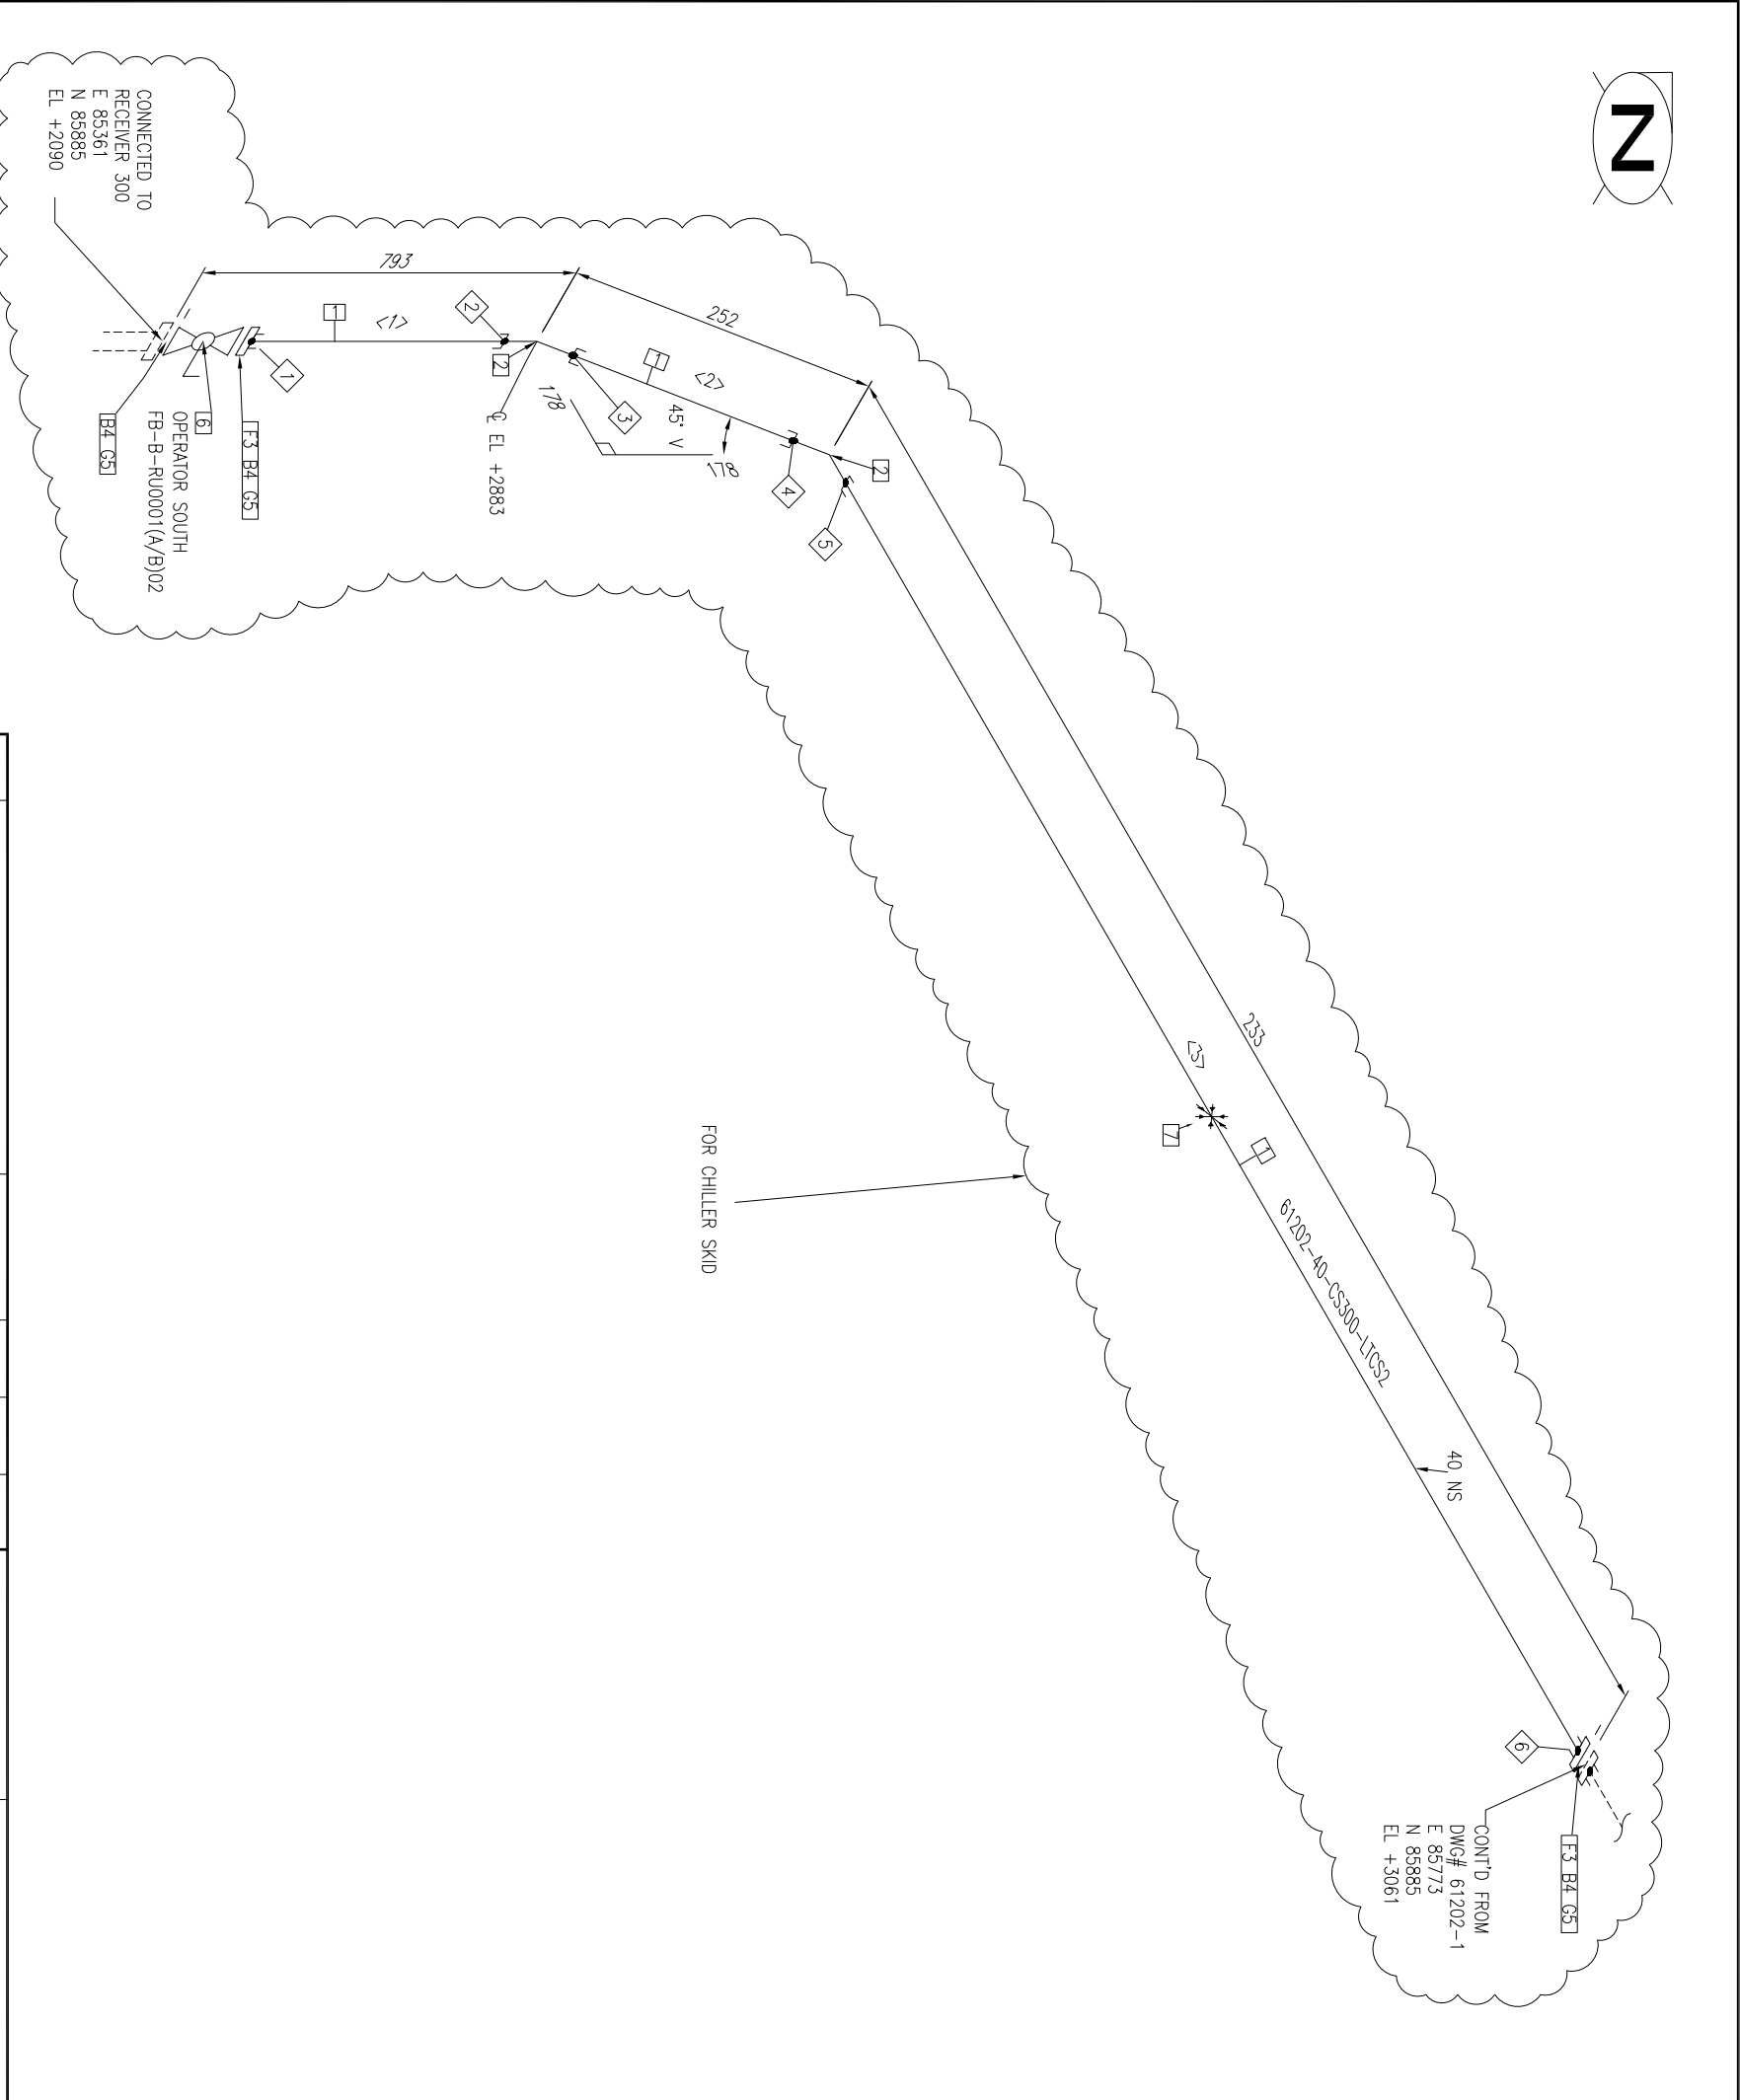 Z
CONNECTED TO
RECEIVER 300
E 85361
N 85885
EL +2090
793
252
233
1
<1>
2
2
1
1
<2>
3
45° V
178
178
℄ EL +2883
2
4
5
6
F3 B4 G5
OPERATOR SOUTH
FB-B-RU0001(A/B)02
B4 G5
<3>
7
1
61202-40-CS300-LTCS2
40 NS
FOR CHILLER SKID
6
F3 B4 G5
CONT'D FROM
DWG# 61202-1
E 85773
N 85885
EL +3061